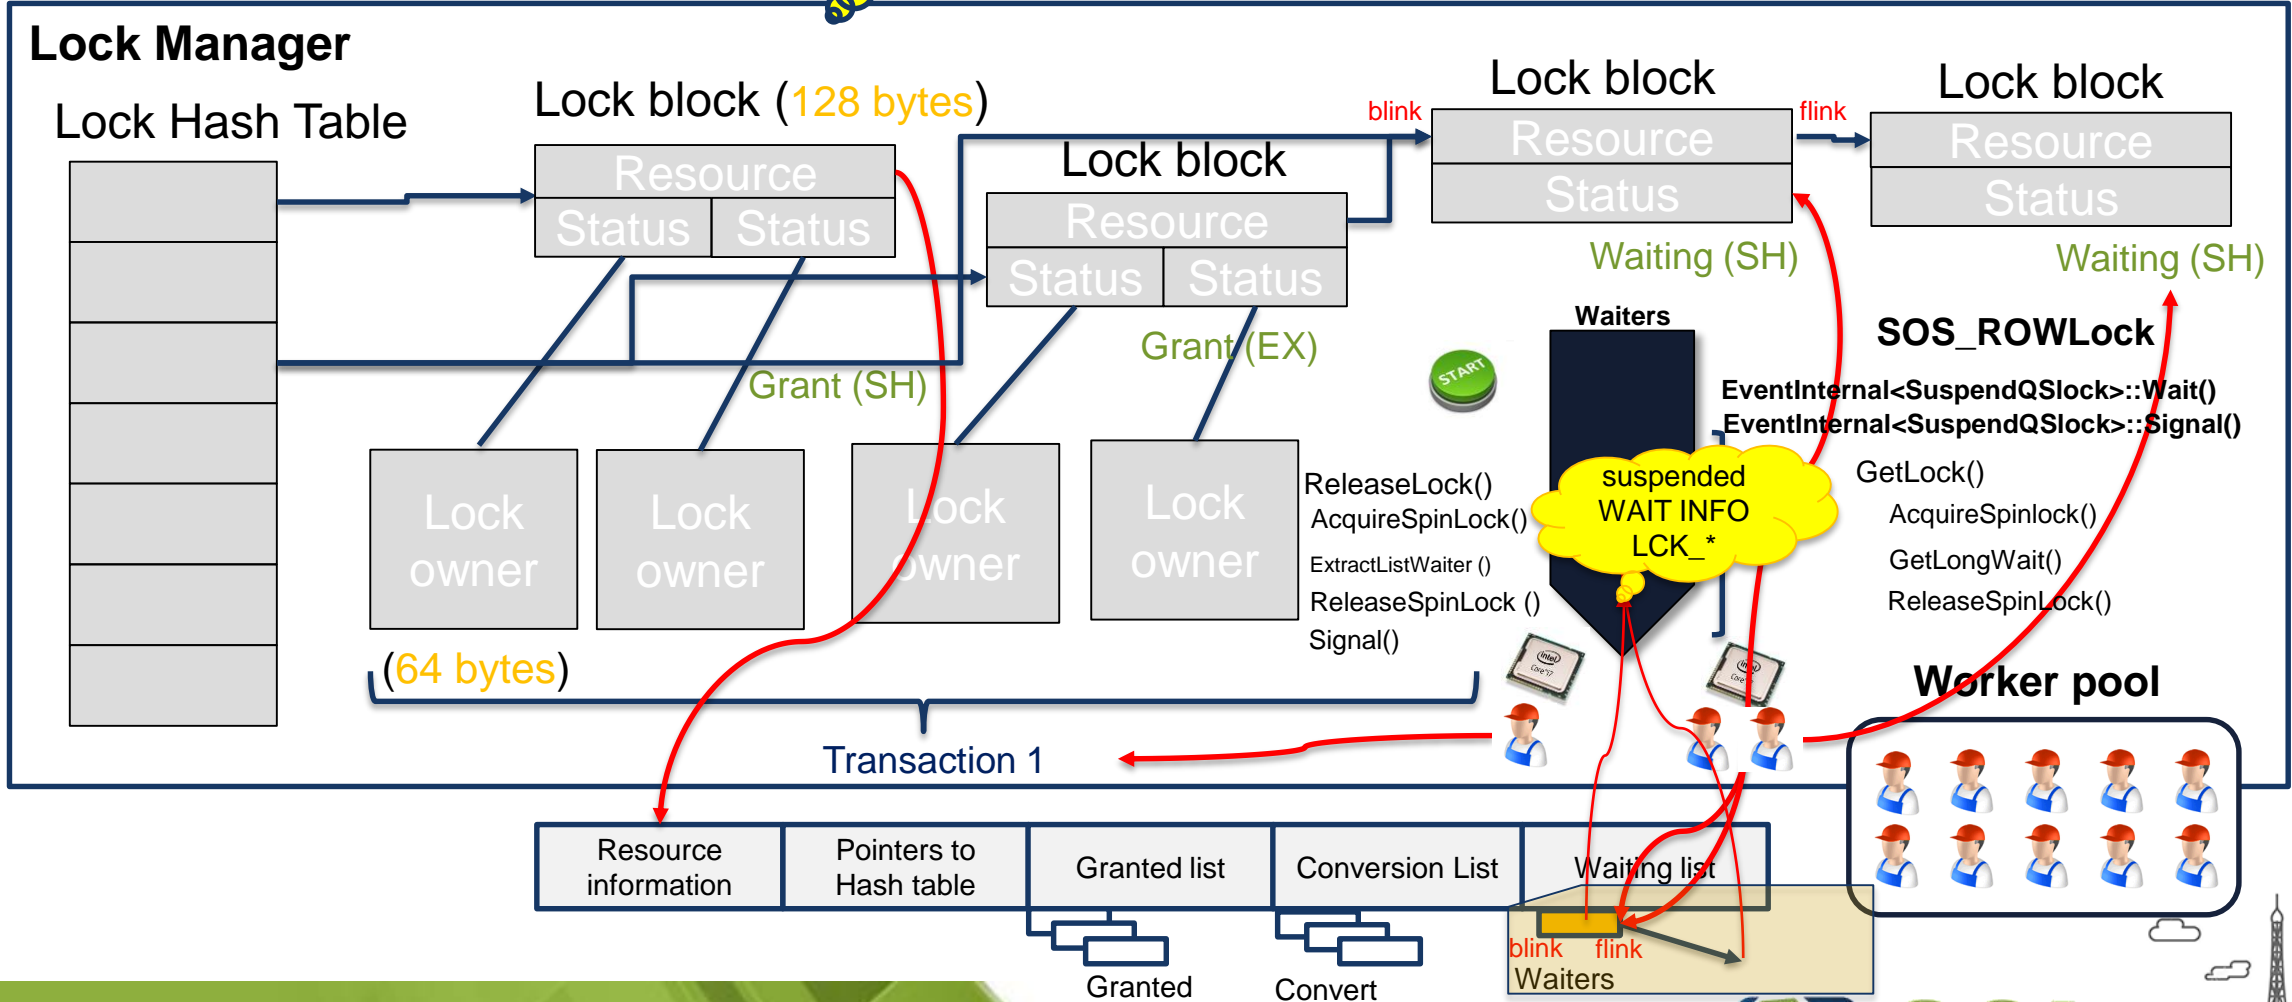 Lock Manager
Lock Hash Table
Lock block (128 bytes)
Resource
Status
Status
Lock block
Resource
Status
Status
blink
Lock block
Resource
Status
Waiting (SH)
flink
Lock block
Resource
Status
Waiting (SH)
Grant (SH)
Grant (EX)
Lock
owner
Lock
owner
Lock
owner
Lock
owner
(64 bytes)
Transaction 1
START
Waiters
SOS_ROWLock
EventInternal<SuspendQSlock>::Wait()
EventInternal<SuspendQSlock>::Signal()
suspended
WAIT INFO
LCK_*
ReleaseLock()
AcquireSpinLock()
ExtractListWaiter ()
ReleaseSpinLock ()
Signal()
GetLock()
AcquireSpinlock()
GetLongWait()
ReleaseSpinLock()
Worker pool
Resource
information
Pointers to
Hash table
Granted list
Conversion List
Waiting list
Granted
Convert
blink
flink
Waiters